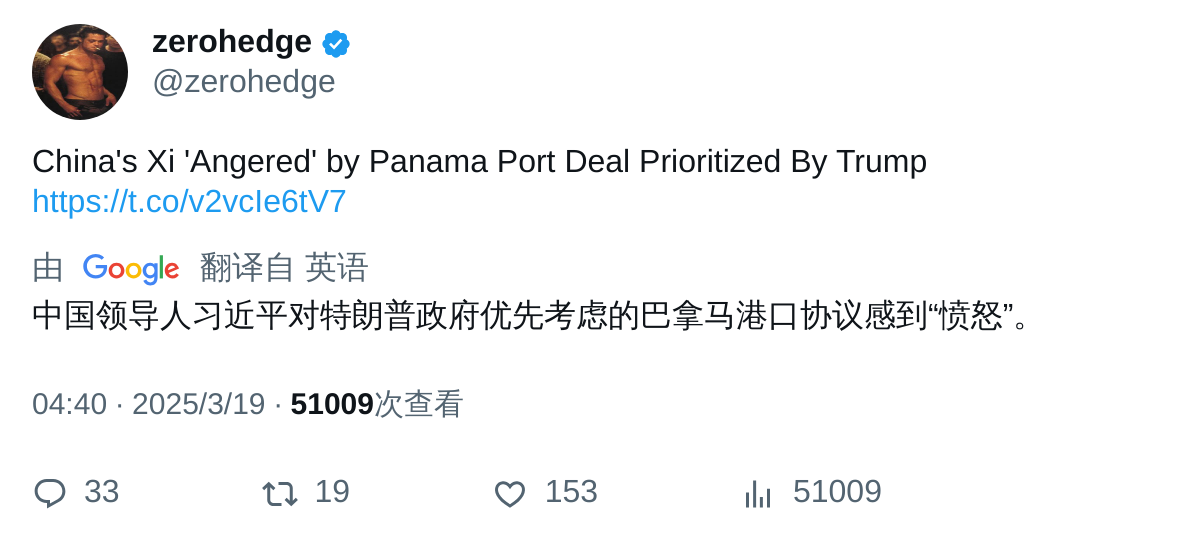 zerohedge
@zerohedge
China's Xi 'Angered' by Panama Port Deal Prioritized By Trump
https://t.co/v2vcIe6tV7
由 Google 翻译自 英语
中国领导人习近平对特朗普政府优先考虑的巴拿马港口协议感到“愤怒”。
04:40 · 2025/3/19 · 51009次查看
33 19 153 51009